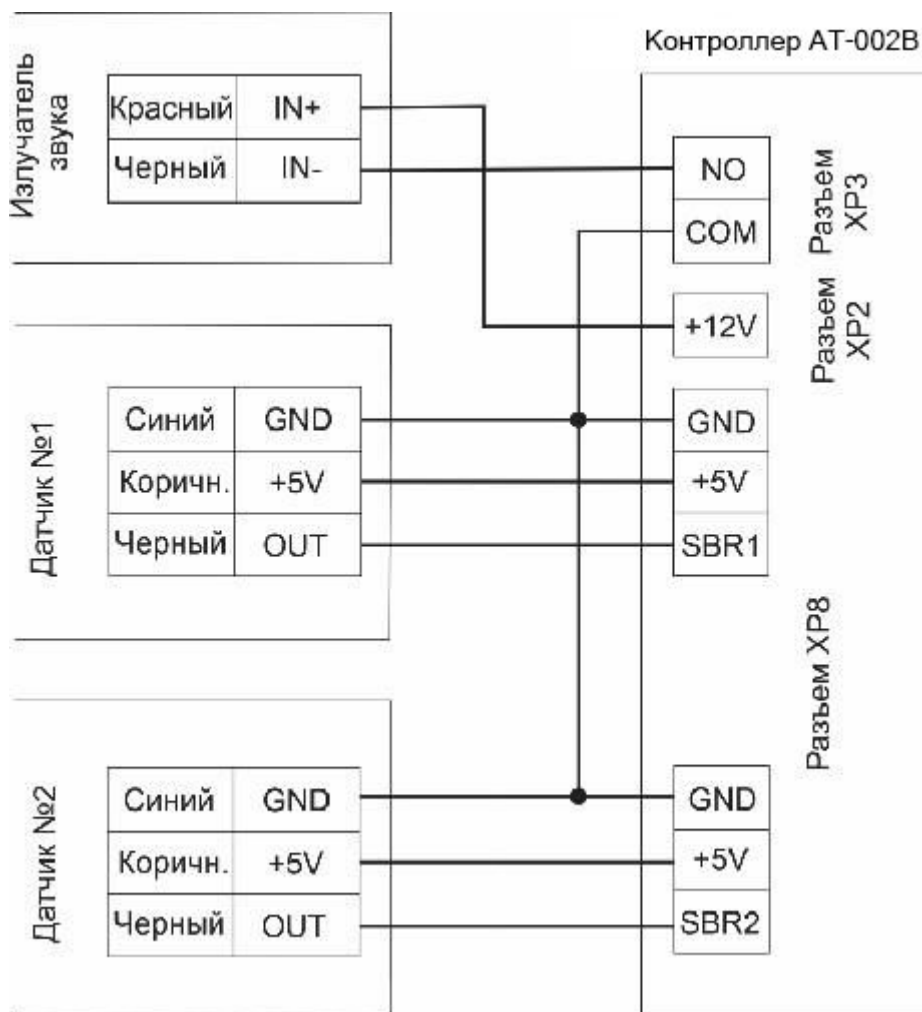 Контроллер АТ-002В
Излучатель
звука
Красный IN+
Черный IN-
NO
COM
Разъем
ХР3
+12V
Разъем
ХР2
Датчик №1
Синий GND
Коричн. +5V
Черный OUT
GND
+5V
SBR1
Разъем ХР8
Датчик №2
Синий GND
Коричн. +5V
Черный OUT
GND
+5V
SBR2